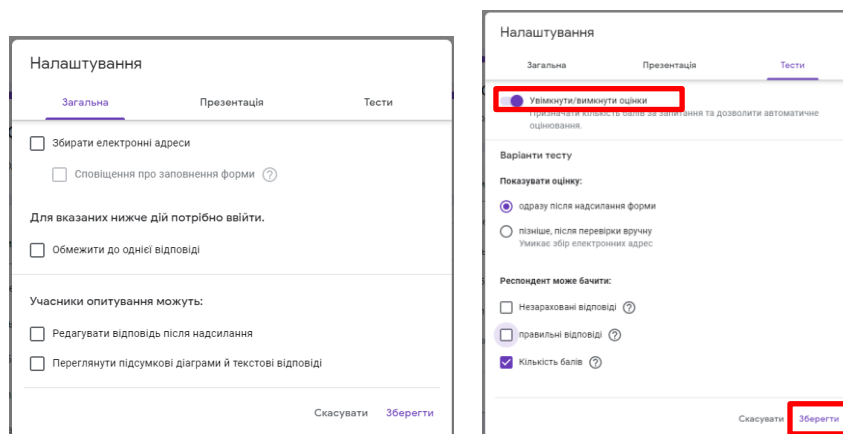 Налаштування
Загальна Презентація Тести
Збирати електронні адреси
Сповіщення про заповнення форми ?
Для вказаних нижче дій потрібно ввійти.
Обмежити до однієї відповіді
Учасники опитування можуть:
Редагувати відповідь після надсилання
Переглянути підсумкові діаграми й текстові відповіді
Скасувати Зберегти
Налаштування
Загальна Презентація Тести
Увімкнути/вимкнути оцінки
Призначати кількість балів за запитання та дозволити автоматичне
оцінювання.
Варіанти тесту
Показувати оцінку:
одразу після надсилання форми
пізніше, після перевірки вручну
Умикає збір електронних адрес
Респондент може бачити:
Незараховані відповіді ?
правильні відповіді ?
Кількість балів ?
Скасувати Зберегти